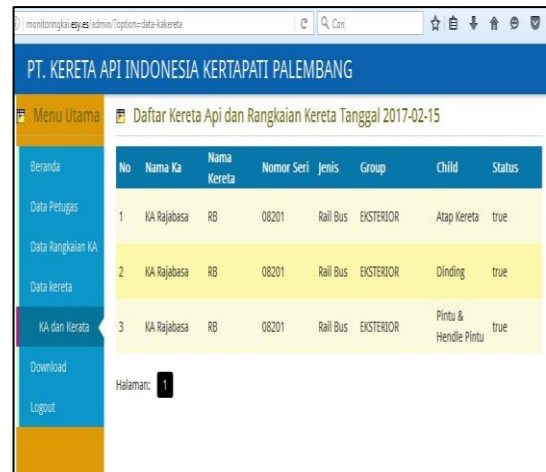 monitoringkai.esy.es/admin/?option=data-kakereta
Cari
PT. KERETA API INDONESIA KERTAPATI PALEMBANG
Menu Utama
Beranda
Data Petugas
Data Rangkaian KA
Data kereta
KA dan Kerata
Download
Logout
Daftar Kereta Api dan Rangkaian Kereta Tanggal 2017-02-15
No Nama Ka Nama Kereta Nomor Seri Jenis Group Child Status
1 KA Rajabasa RB 08201 Rail Bus EKSTERIOR Atap Kereta true
2 KA Rajabasa RB 08201 Rail Bus EKSTERIOR Dinding true
3 KA Rajabasa RB 08201 Rail Bus EKSTERIOR Pintu & Hendle Pintu true
Halaman: 1